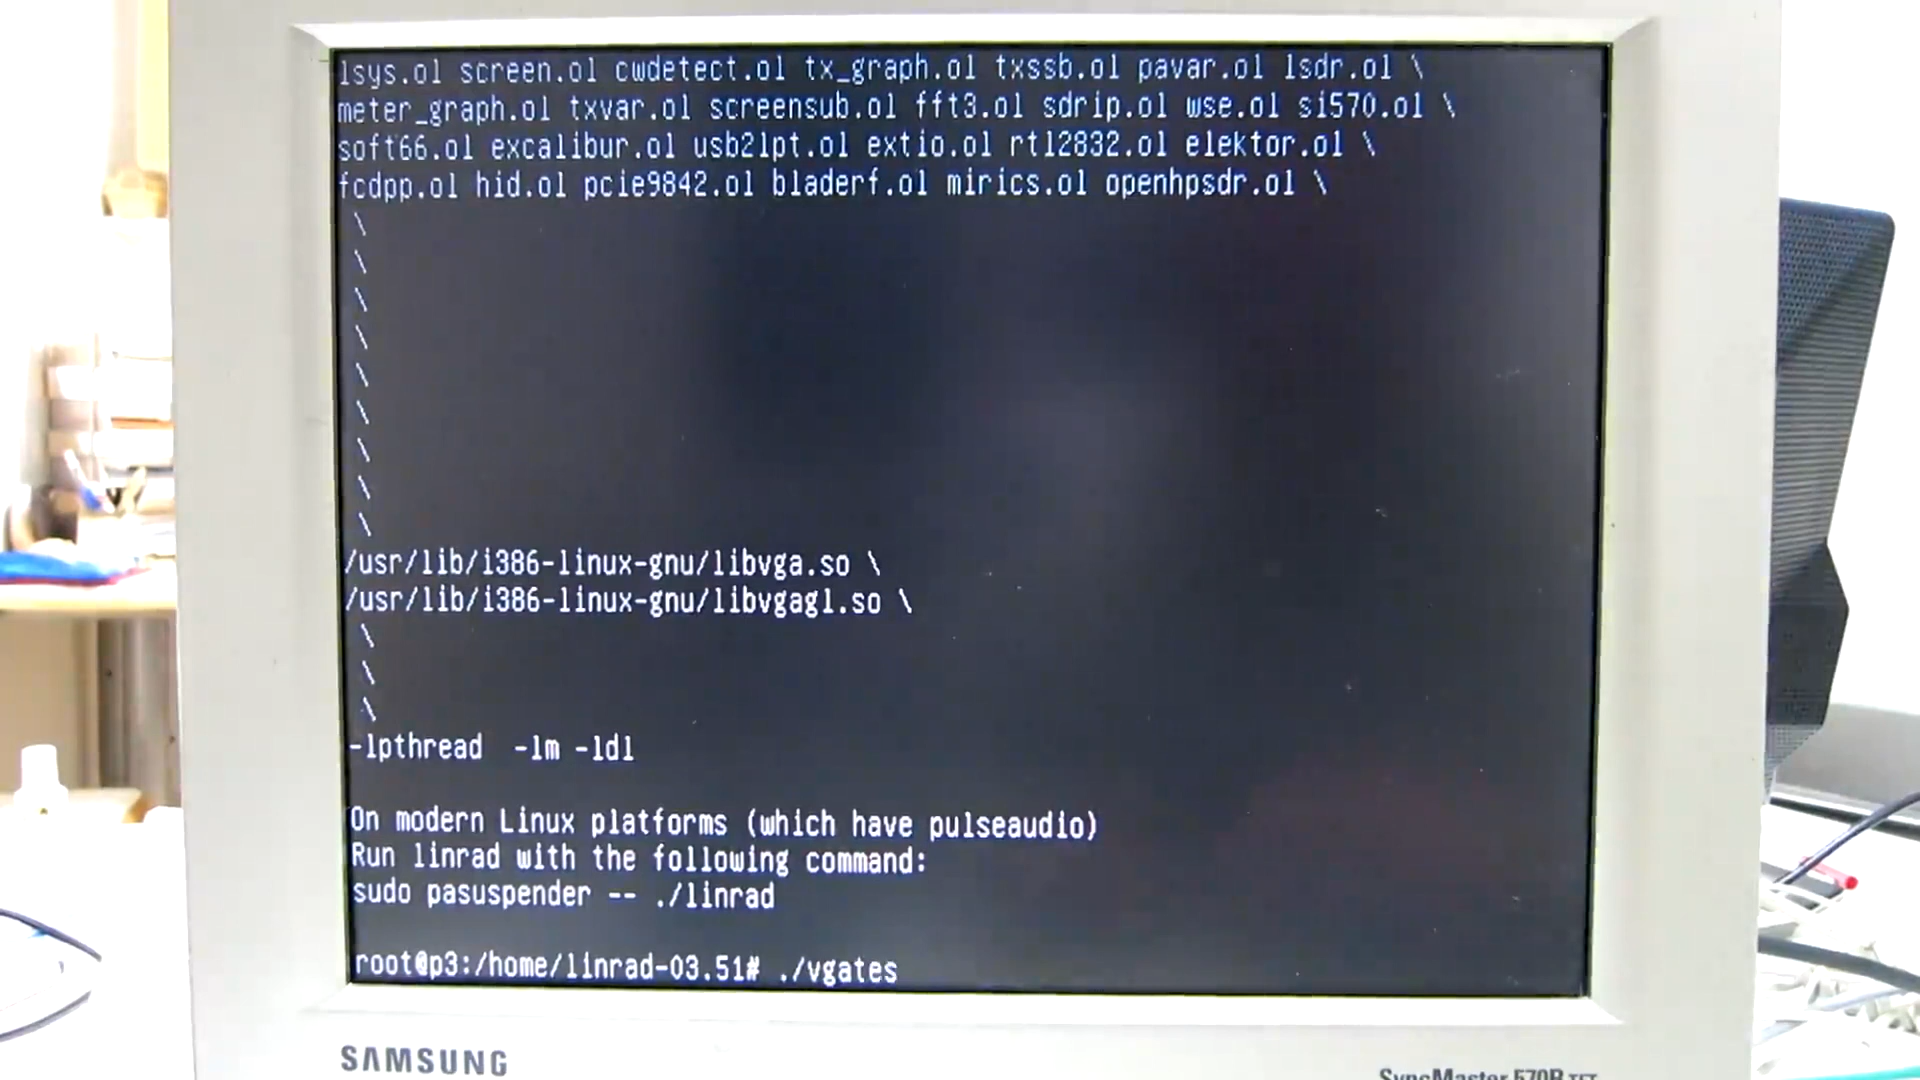 lsys.ol screen.ol cwdetect.ol tx_graph.ol txssb.ol pavar.ol lsdr.ol \
meter_graph.ol txvar.ol screensub.ol fft3.ol sdrip.ol wse.ol si570.ol \
soft66.ol excalibur.ol usb2lpt.ol extio.ol rtl2832.ol elektor.ol \
fcdpp.ol hid.ol pcie9842.ol bladerf.ol mirics.ol openhpsdr.ol \
\
\
\
\
\
\
\
\
\
/usr/lib/i386-linux-gnu/libvga.so \
/usr/lib/i386-linux-gnu/libvgagl.so \
\
\
\
-lpthread  -lm -ldl
On modern Linux platforms (which have pulseaudio)
Run linrad with the following command:
sudo pasuspender -- ./linrad
root@p3:/home/linrad-03.51# ./vgates
SAMSUNG
SyncMaster 570B TFT